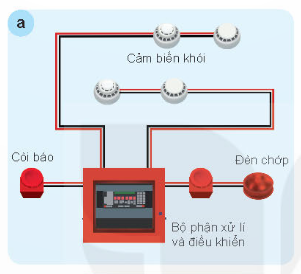 a
Cảm biến khói
Còi báo
Đèn chớp
Bộ phận xử lí
và điều khiển